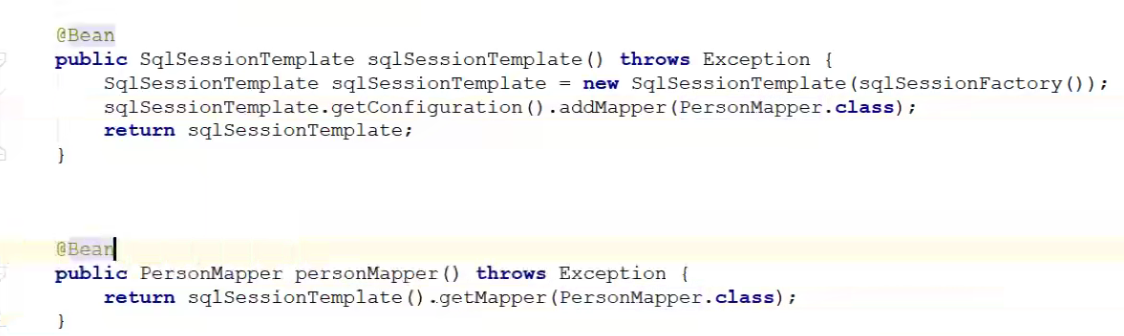 @Bean
public SqlSessionTemplate sqlSessionTemplate() throws Exception {
    SqlSessionTemplate sqlSessionTemplate = new SqlSessionTemplate(sqlSessionFactory());
    sqlSessionTemplate.getConfiguration().addMapper(PersonMapper.class);
    return sqlSessionTemplate;
}
@Bean
public PersonMapper personMapper() throws Exception {
    return sqlSessionTemplate().getMapper(PersonMapper.class);
}